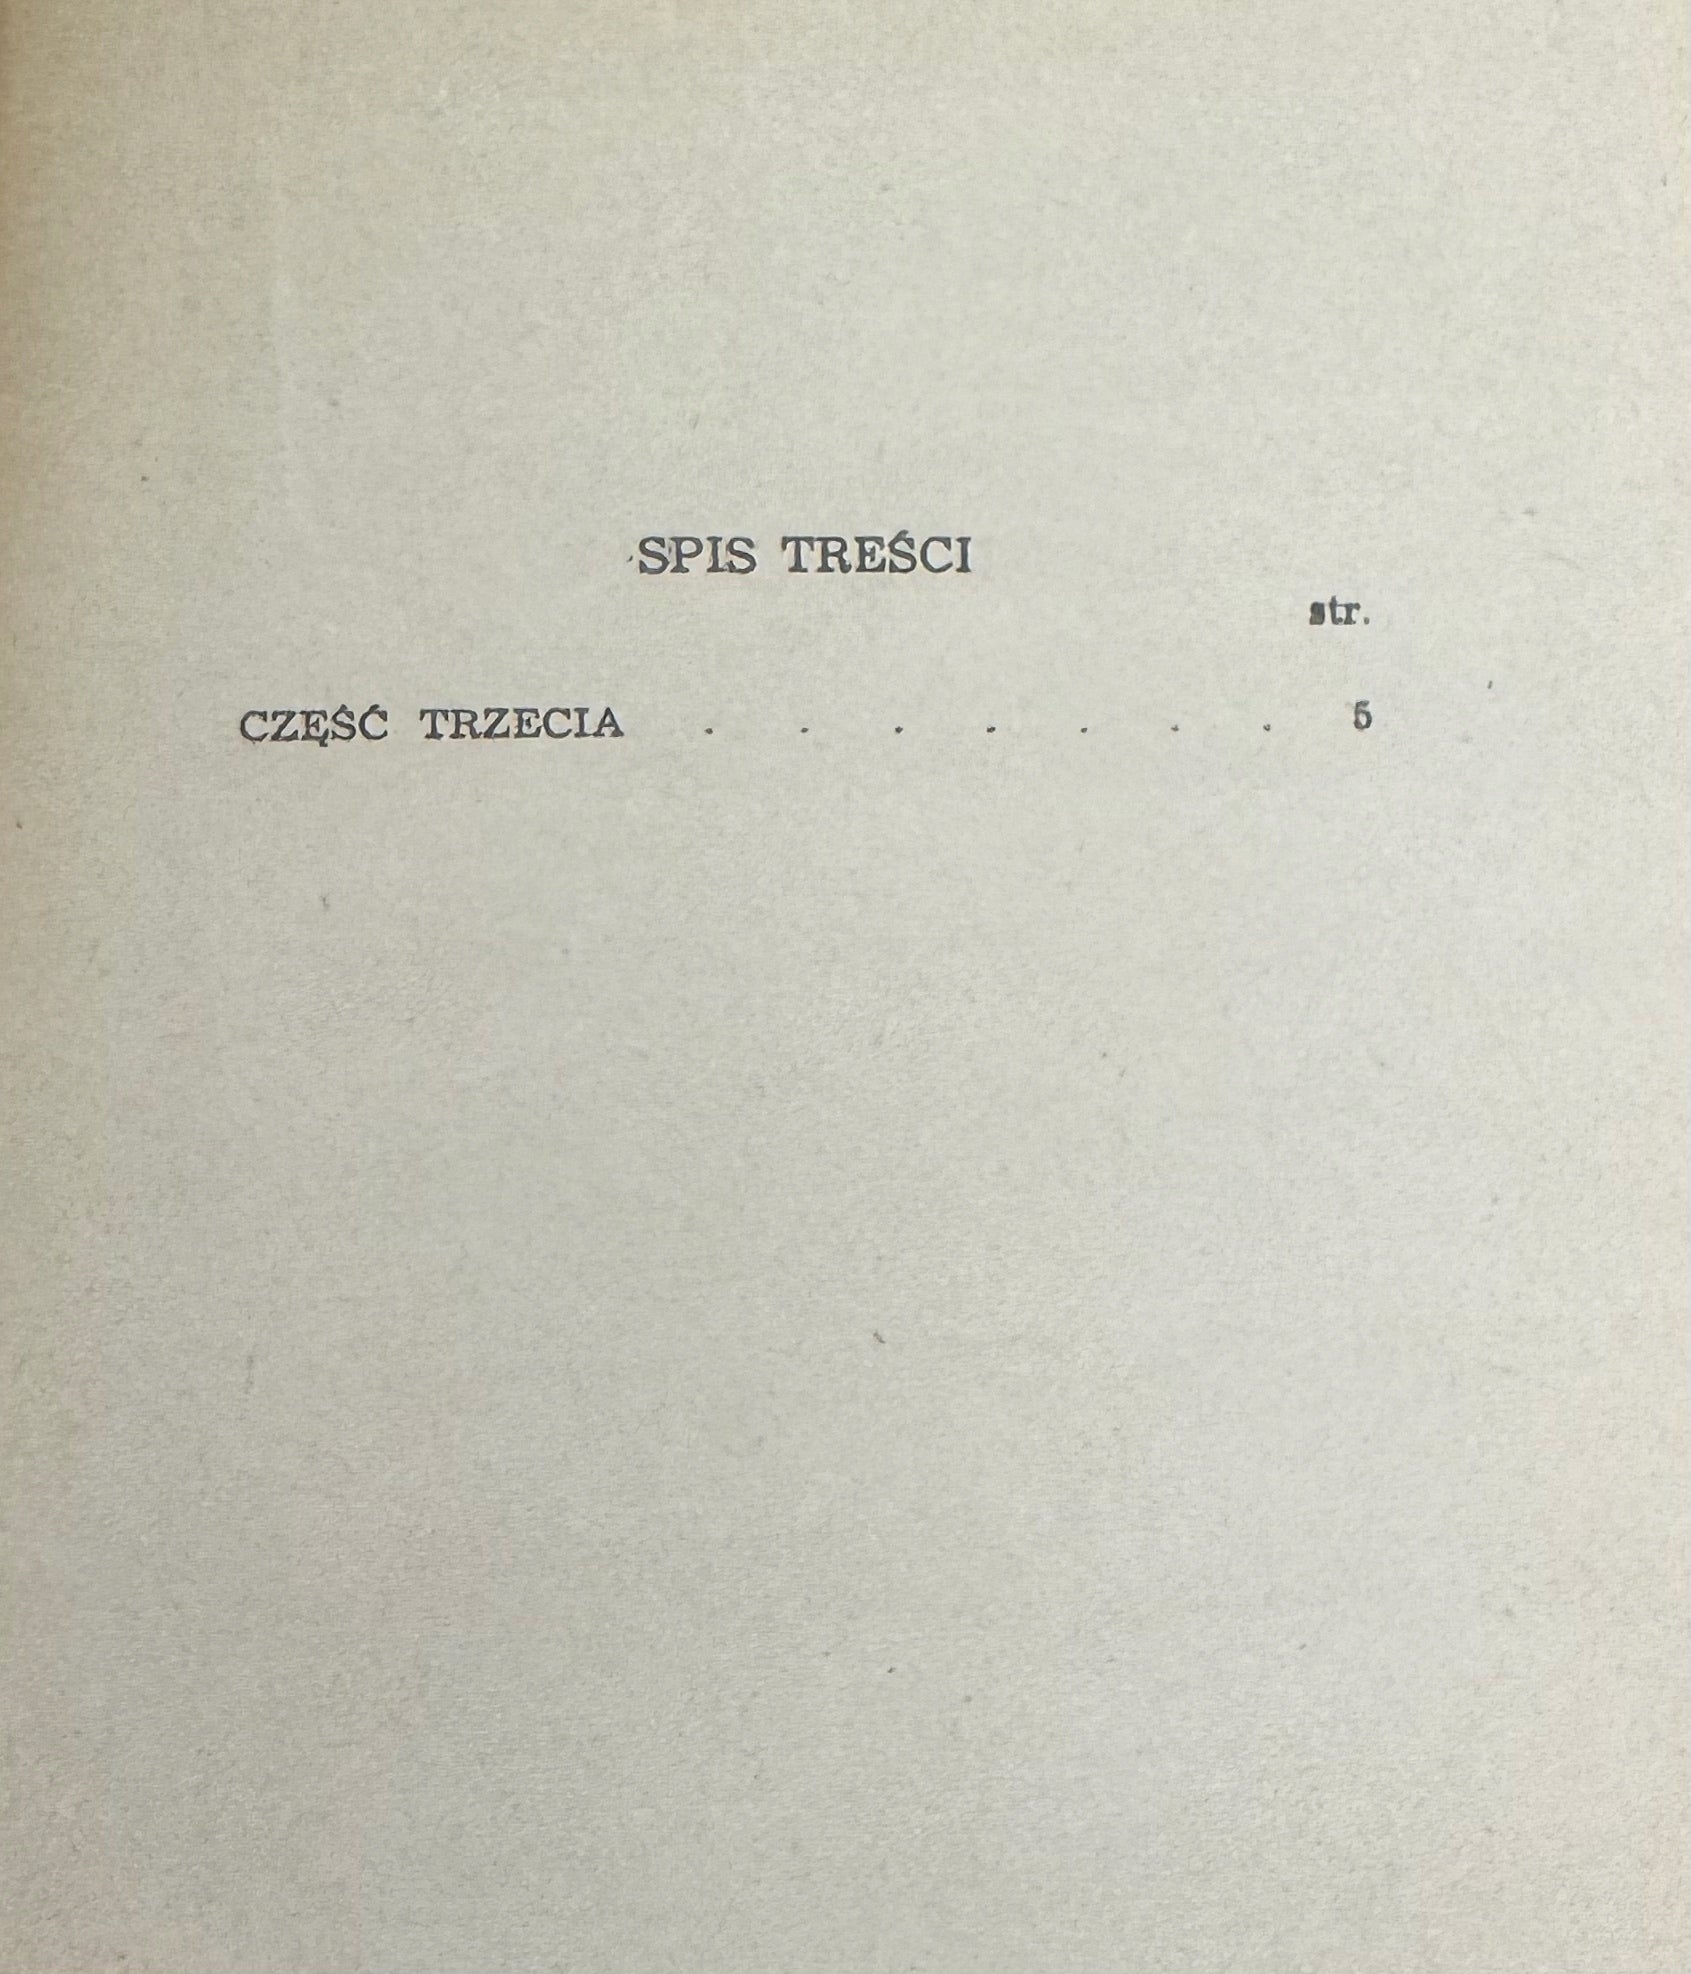 SPIS TREŚCI
str.
CZĘŚĆ TRZECIA . . . . . . . 5